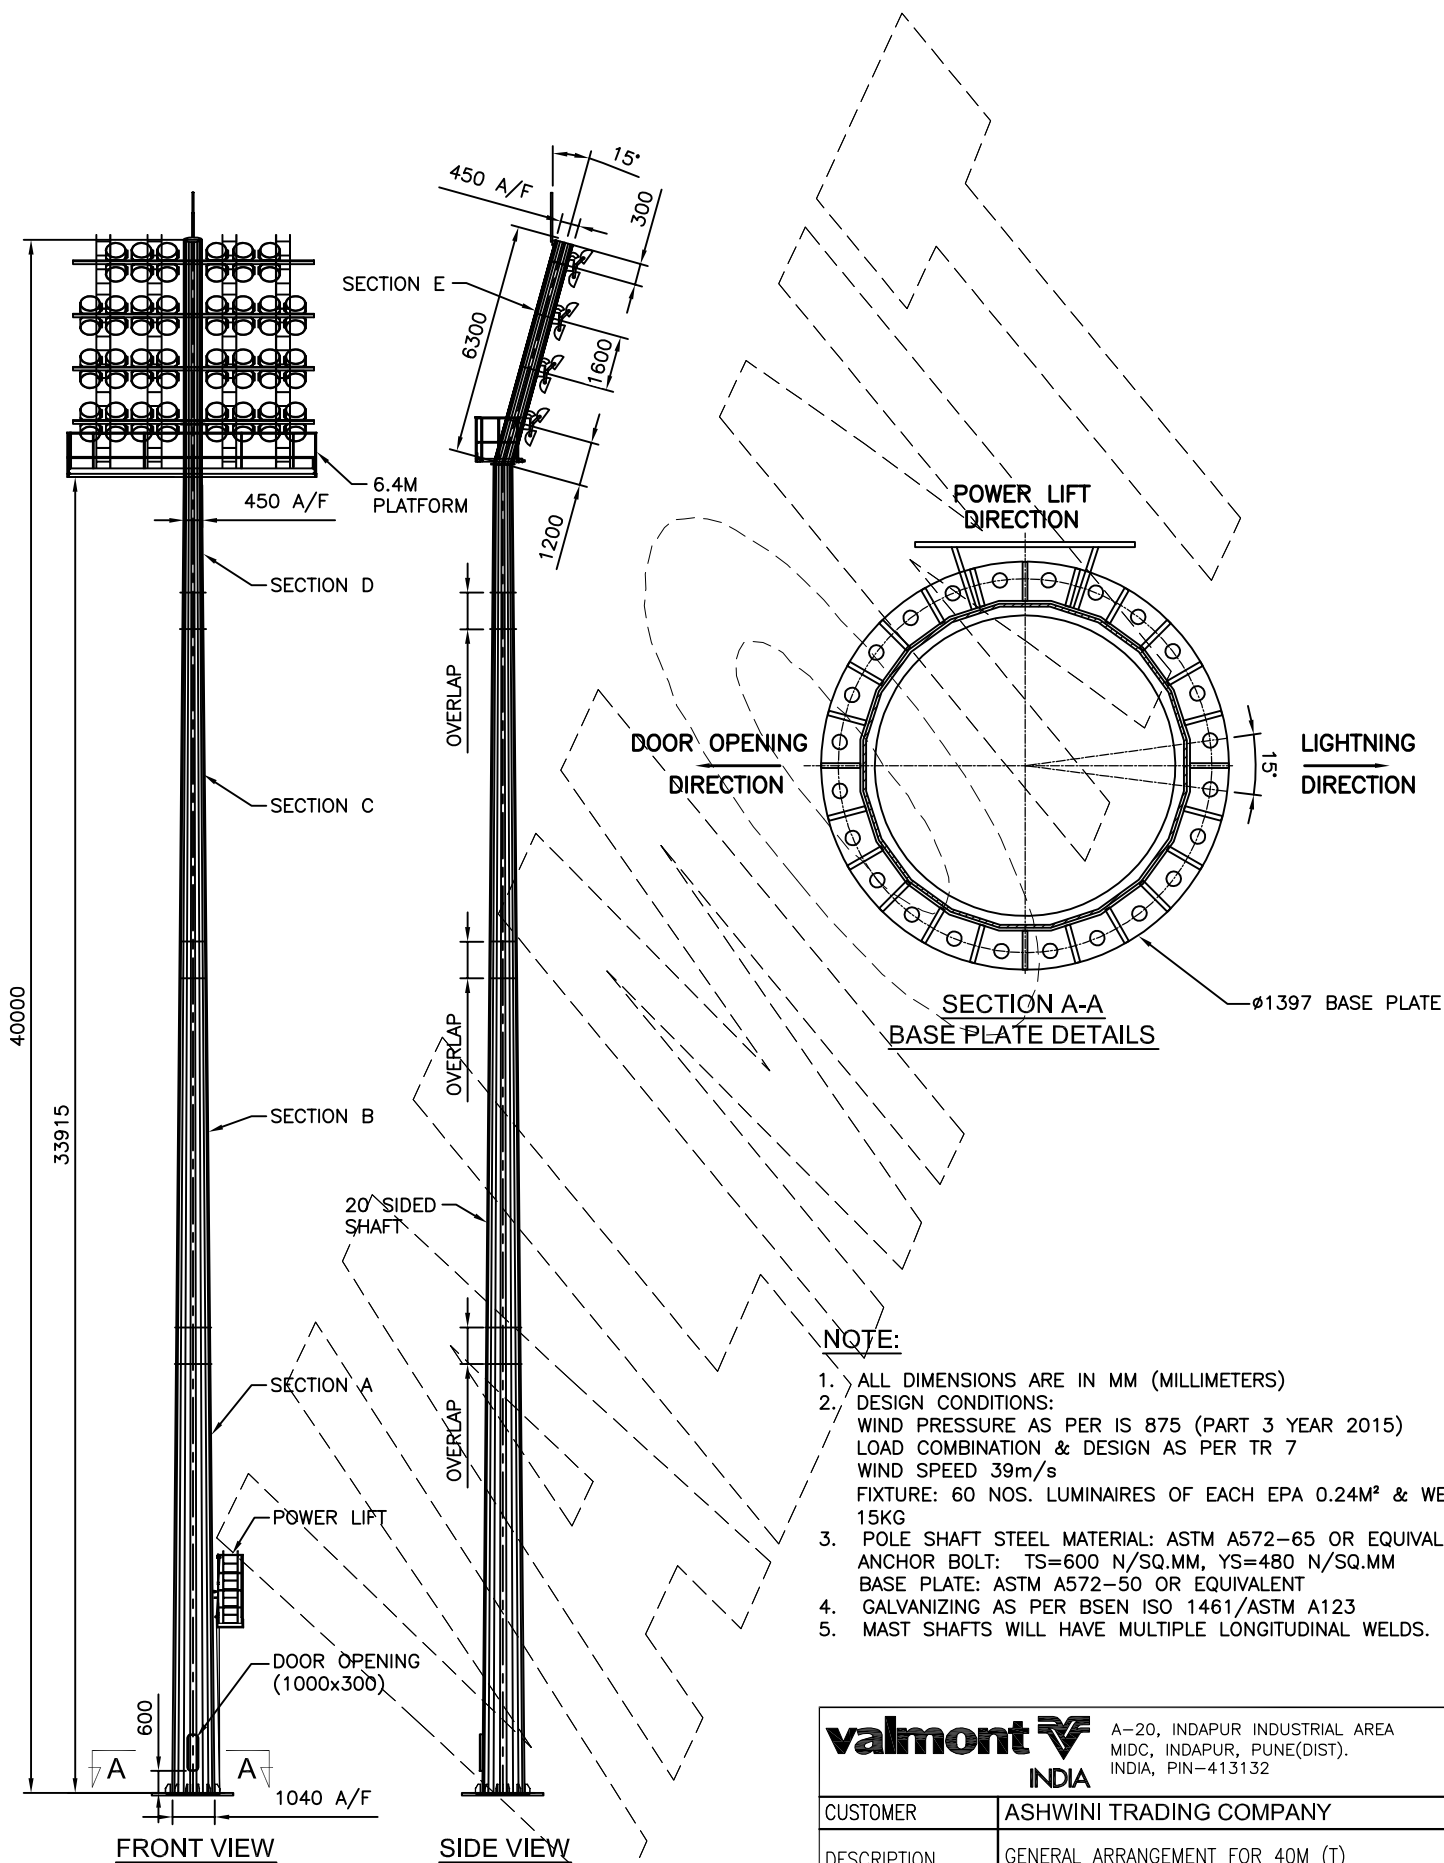 15°
450 A/F
300
SECTION E
6300
1600
6.4M
PLATFORM
450 A/F
1200
SECTION D
OVERLAP
SECTION C
40000
33915
OVERLAP
SECTION B
20 SIDED
SHAFT
SECTION A
OVERLAP
POWER LIFT
DOOR OPENING
(1000x300)
600
A
A
1040 A/F
FRONT VIEW
SIDE VIEW
POWER LIFT
DIRECTION
DOOR OPENING
DIRECTION
15°
LIGHTNING
DIRECTION
SECTION A-A
BASE PLATE DETAILS
ø1397 BASE PLATE
NOTE:
1. ALL DIMENSIONS ARE IN MM (MILLIMETERS)
2. DESIGN CONDITIONS:
WIND PRESSURE AS PER IS 875 (PART 3 YEAR 2015)
LOAD COMBINATION & DESIGN AS PER TR 7
WIND SPEED 39m/s
FIXTURE: 60 NOS. LUMINAIRES OF EACH EPA 0.24M² & WE
15KG
3. POLE SHAFT STEEL MATERIAL: ASTM A572-65 OR EQUIVAL
ANCHOR BOLT: TS=600 N/SQ.MM, YS=480 N/SQ.MM
BASE PLATE: ASTM A572-50 OR EQUIVALENT
4. GALVANIZING AS PER BSEN ISO 1461/ASTM A123
5. MAST SHAFTS WILL HAVE MULTIPLE LONGITUDINAL WELDS.
valmont
INDIA
A-20, INDAPUR INDUSTRIAL AREA
MIDC, INDAPUR, PUNE(DIST).
INDIA, PIN-413132
CUSTOMER ASHWINI TRADING COMPANY
DESCRIPTION GENERAL ARRANGEMENT FOR 40M (T)